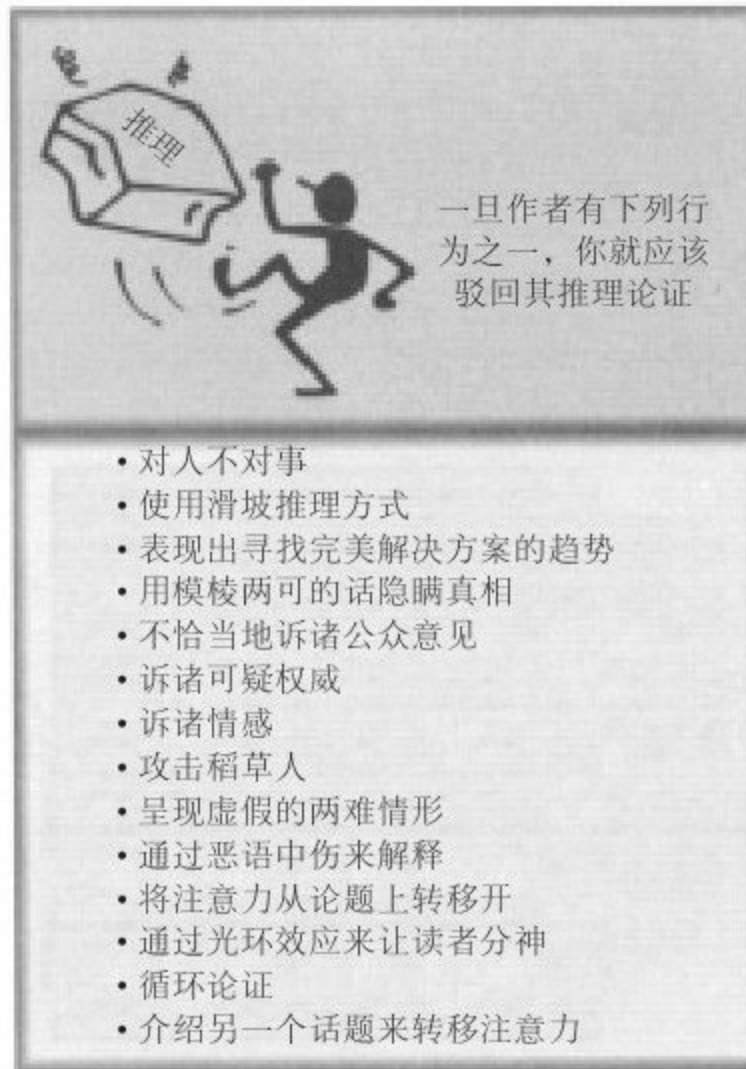 推理
一旦作者有下列行
为之一，你就应该
驳回其推理论证
•对人不对事
•使用滑坡推理方式
•表现出寻找完美解决方案的趋势
•用模棱两可的话隐瞒真相
•不恰当地诉诸公众意见
•诉诸可疑权威
•诉诸情感
•攻击稻草人
•呈现虚假的两难情形
•通过恶语中伤来解释
•将注意力从论题上转移开
•通过光环效应来让读者分神
•循环论证
•介绍另一个话题来转移注意力